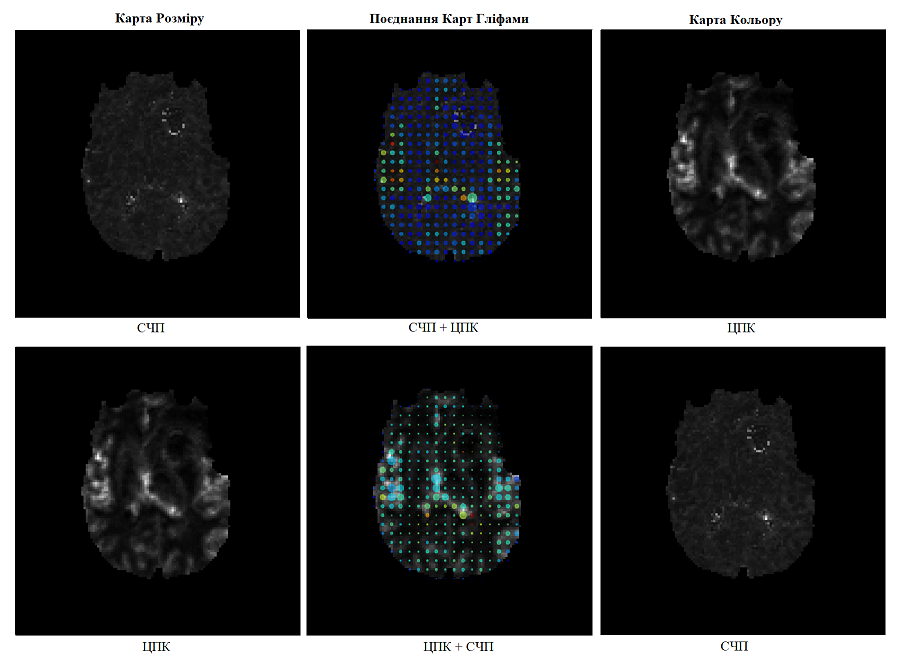 Карта Розміру
Поєднання Карт Гліфами
Карта Кольору
СЧП
СЧП + ЦПК
ЦПК
ЦПК
ЦПК + СЧП
СЧП